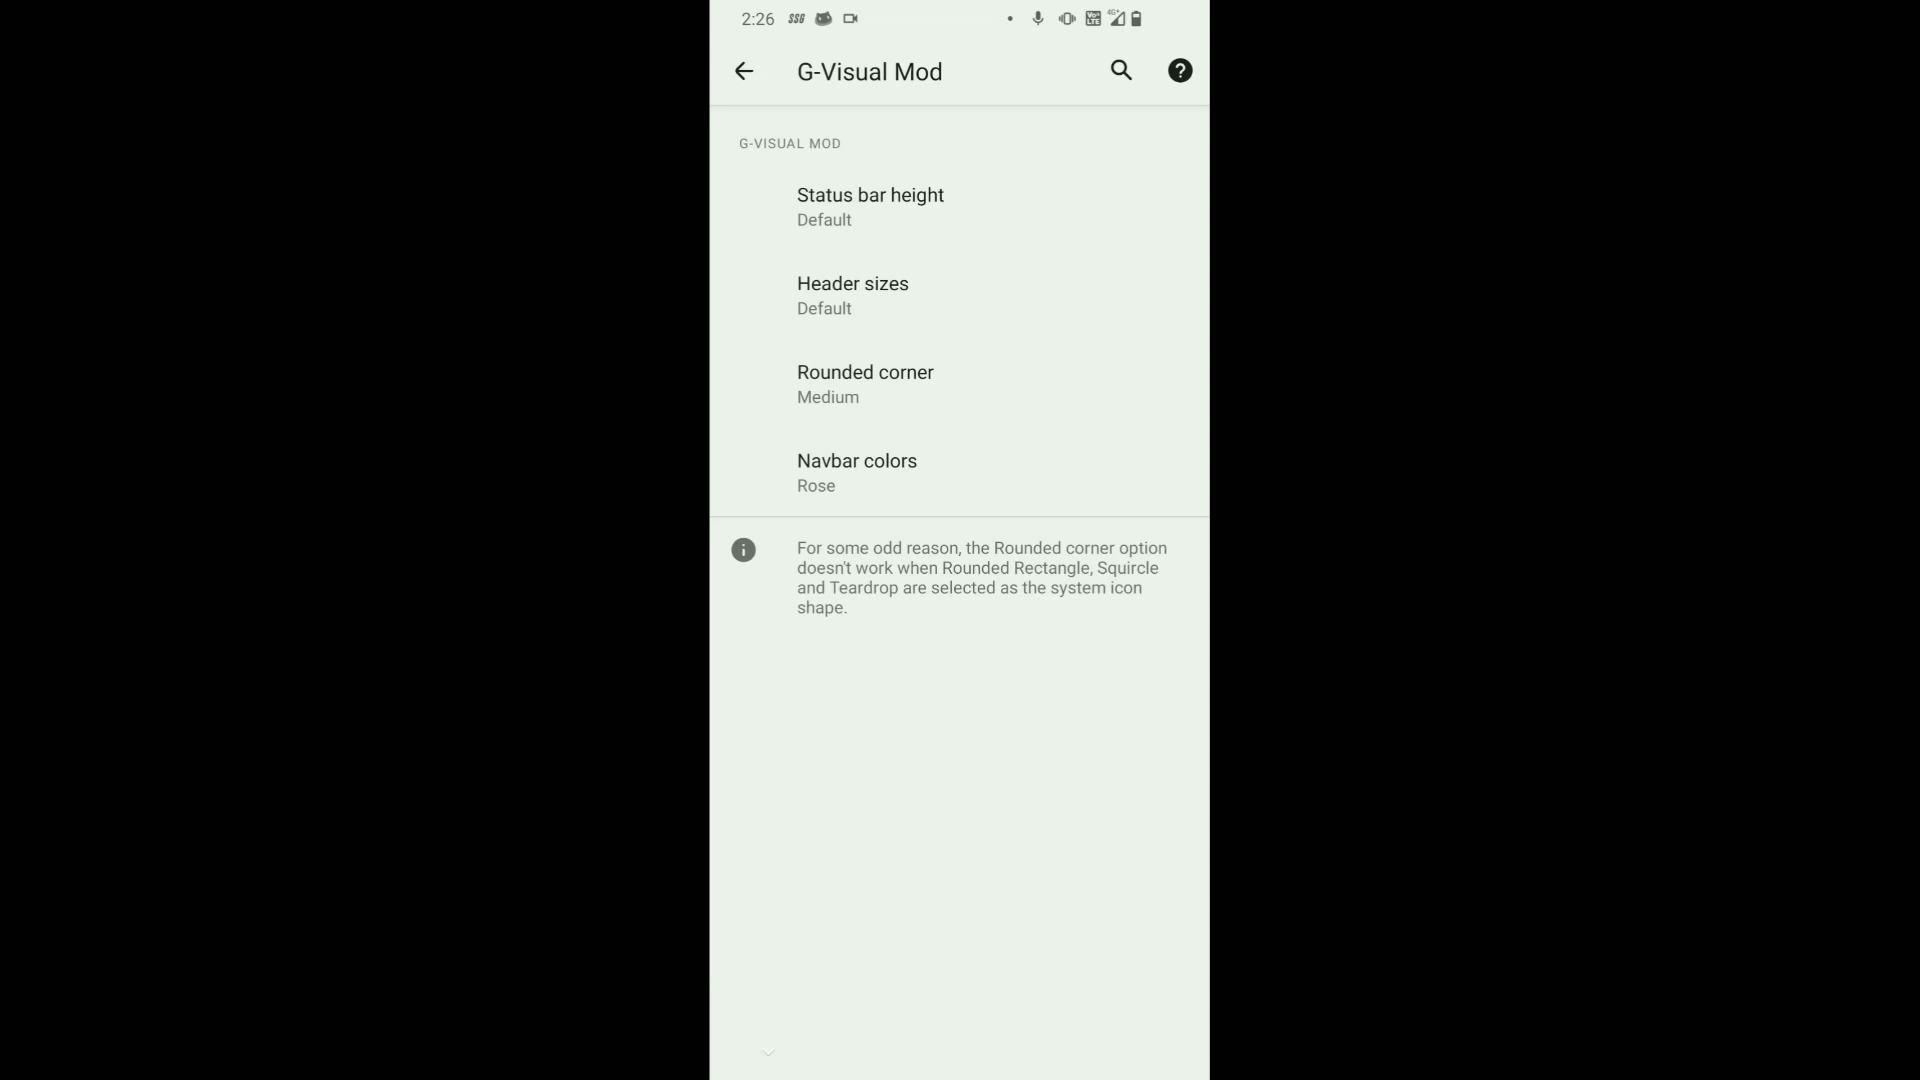 2:26 SSG 4G+
G-Visual Mod
G-VISUAL MOD
Status bar height
Default
Header sizes
Default
Rounded corner
Medium
Navbar colors
Rose
For some odd reason, the Rounded corner option
doesn't work when Rounded Rectangle, Squircle
and Teardrop are selected as the system icon
shape.